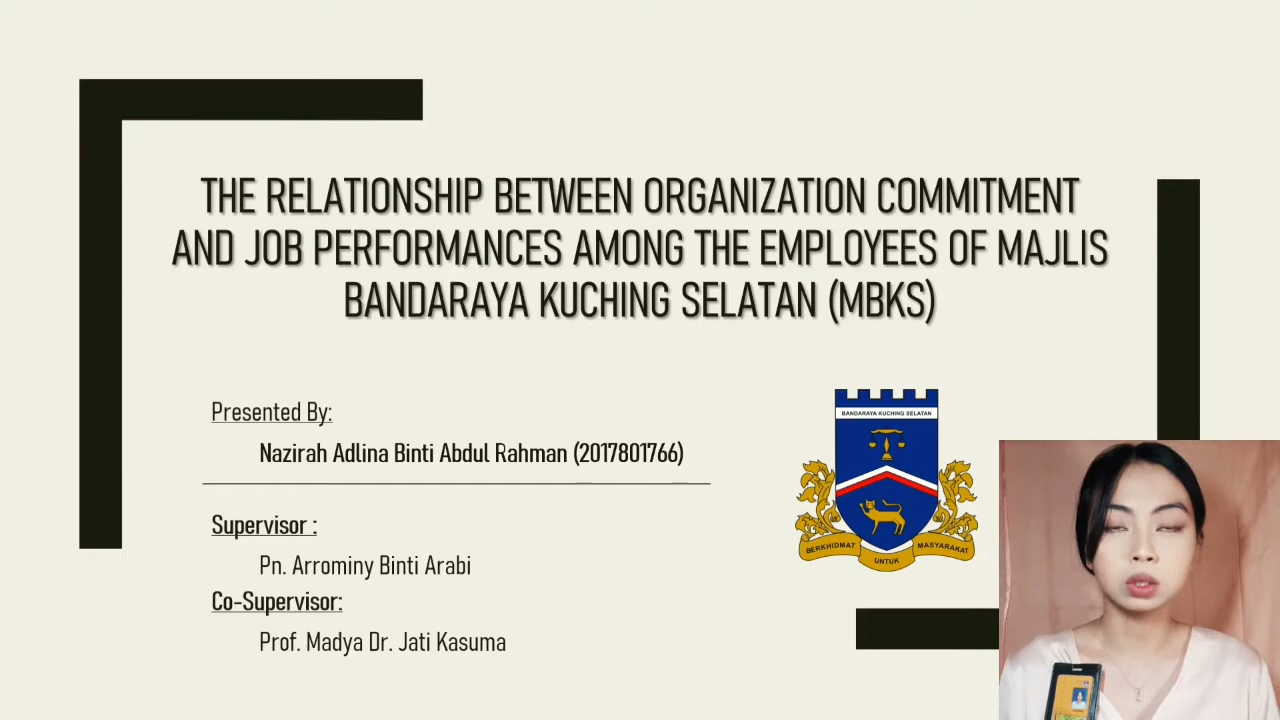 THE RELATIONSHIP BETWEEN ORGANIZATION COMMITMENT
AND JOB PERFORMANCES AMONG THE EMPLOYEES OF MAJLIS
BANDARAYA KUCHING SELATAN (MBKS)
Presented By:
Nazirah Adlina Binti Abdul Rahman (2017801766)
Supervisor :
Pn. Arrominy Binti Arabi
Co-Supervisor:
Prof. Madya Dr. Jati Kasuma
BANDARAYA KUCHING SELATAN
BERKHIDMAT UNTUK MASYARAKAT